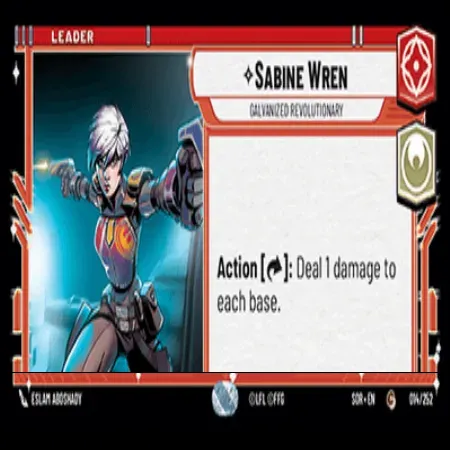 LEADER
SABINE WREN
GALVANIZED REVOLUTIONARY
Action [ ]: Deal 1 damage to
each base.
ESLAM ABOSHADY
©LFL ©FFG
SOR • EN
C
014/252